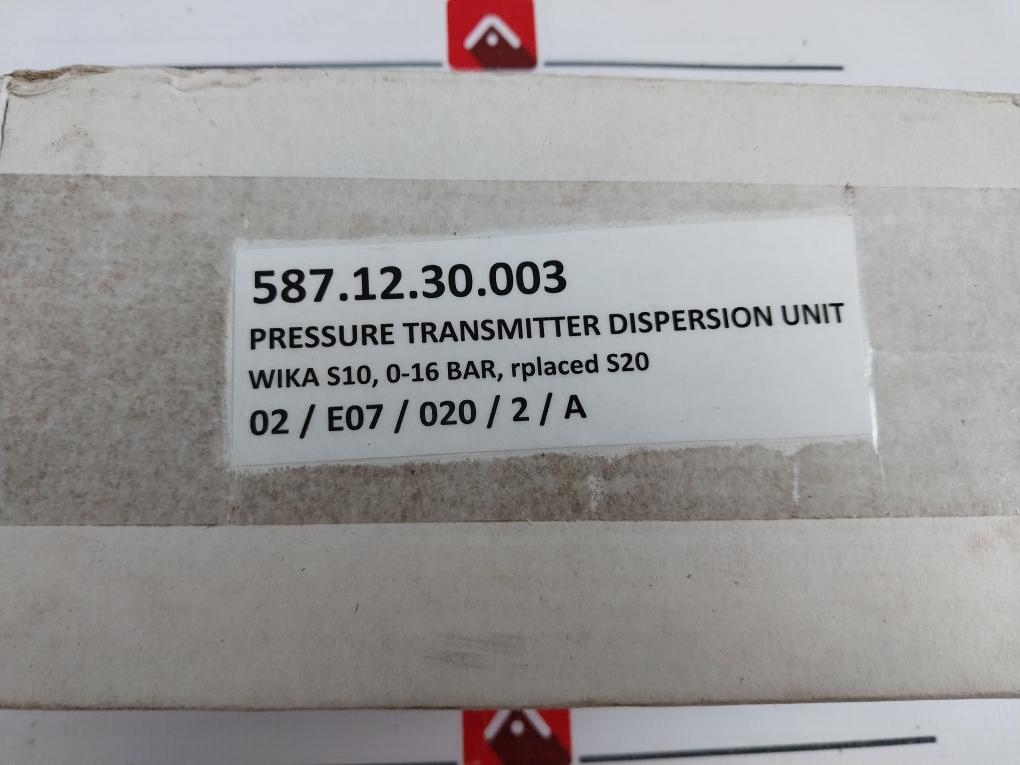 587.12.30.003
PRESSURE TRANSMITTER DISPERSION UNIT
WIKA S10, 0-16 BAR, rplaced S20
02 / E07 / 020 / 2 / A